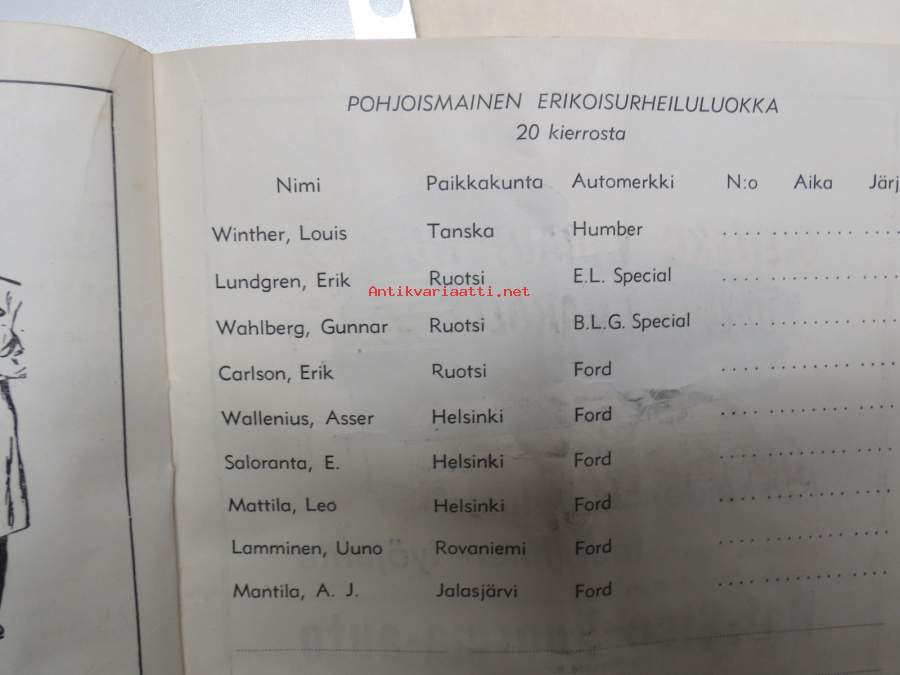 POHJOISMAINEN ERIKOISURHEILULUOKKA
20 kierrosta
Nimi Paikkakunta Automerkki N:o Aika Järj
Winther, Louis Tanska Humber
Lundgren, Erik Ruotsi E.L. Special
Antikvariaatti.net
Wahlberg, Gunnar Ruotsi B.L.G. Special
Carlson, Erik Ruotsi Ford
Wallenius, Asser Helsinki Ford
Saloranta, E. Helsinki Ford
Mattila, Leo Helsinki Ford
Lamminen, Uuno Rovaniemi Ford
Mantila, A. J. Jalasjärvi Ford